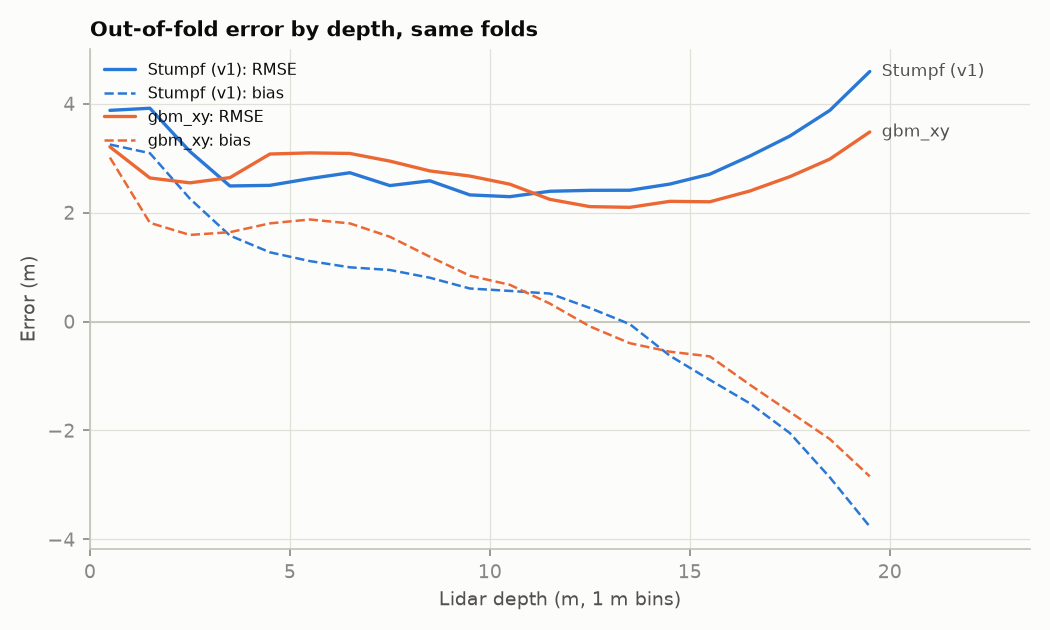 Out-of-fold error by depth, same folds
Stumpf (v1): RMSE
Stumpf (v1): bias
gbm_xy: RMSE
gbm_xy: bias
Stumpf (v1)
gbm_xy
Error (m)
4
2
0
−2
−4
0 5 10 15 20
Lidar depth (m, 1 m bins)